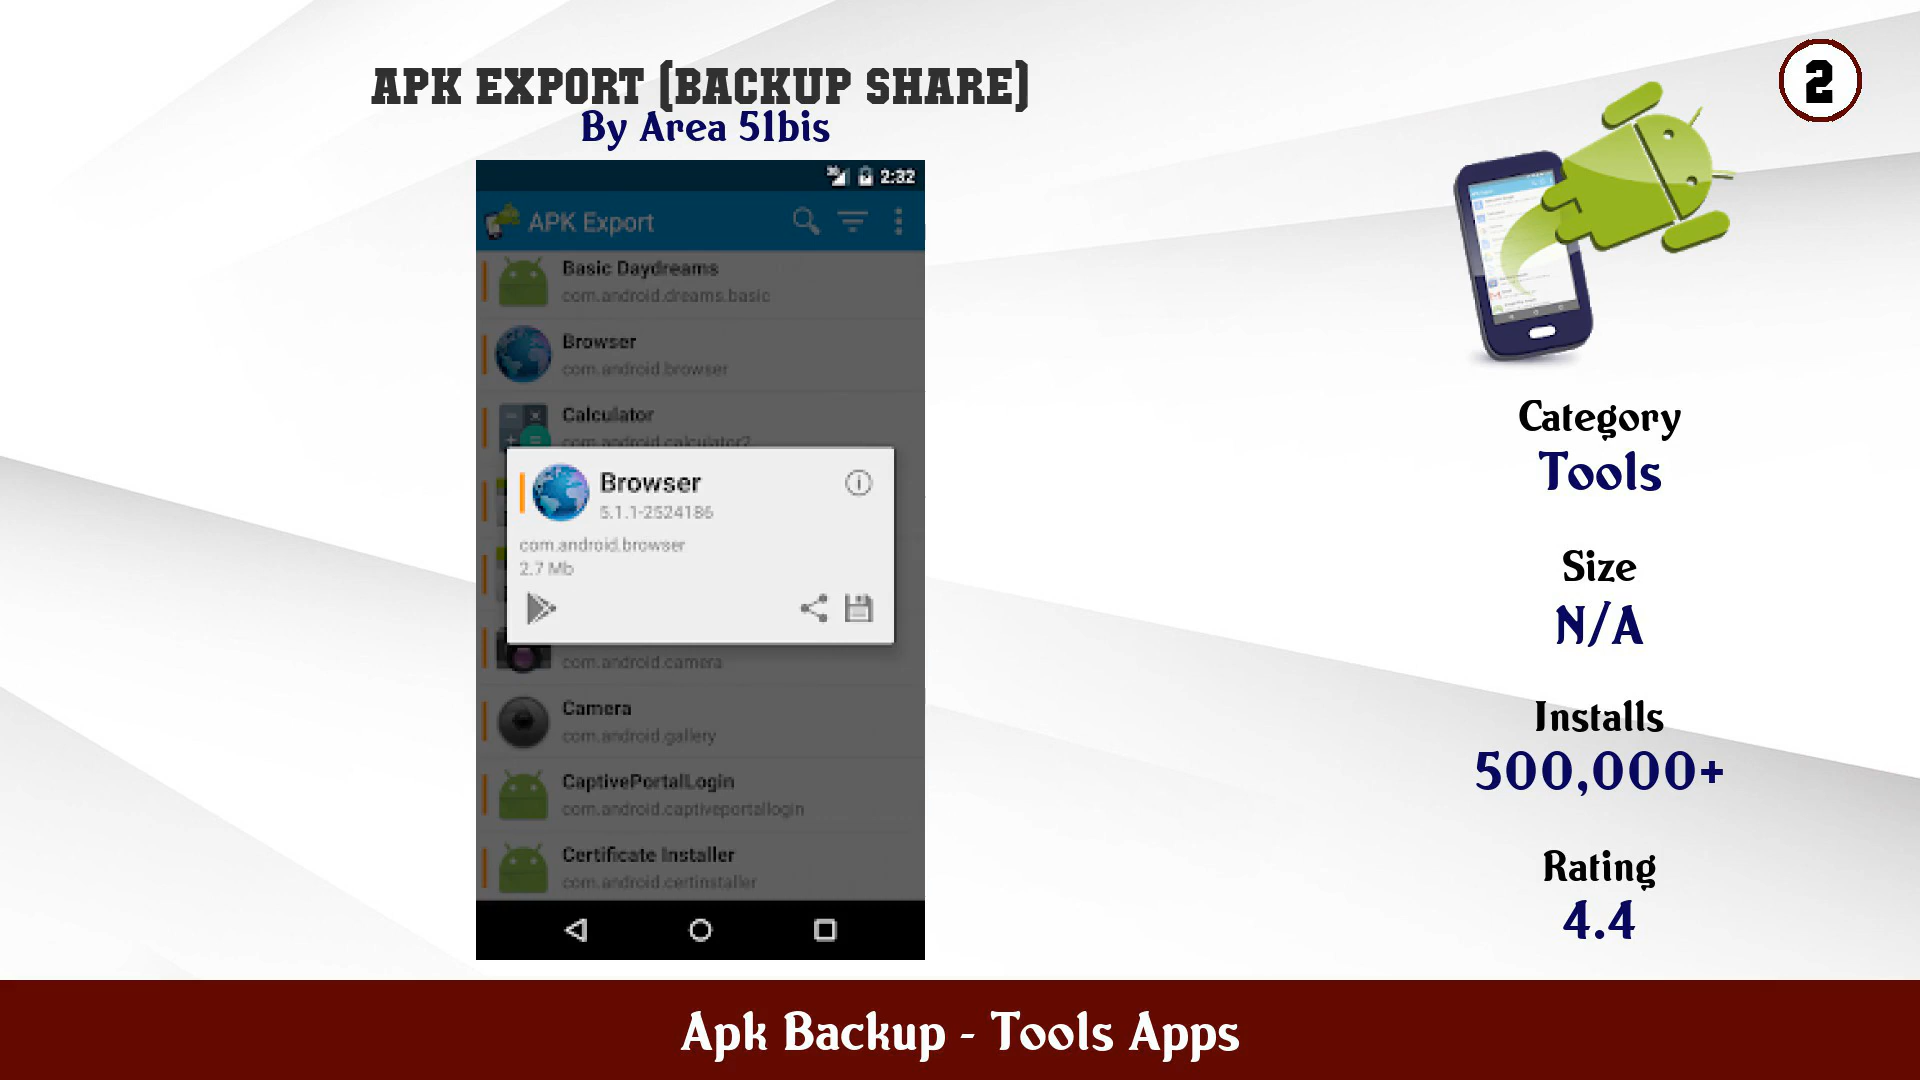 APK EXPORT (BACKUP SHARE)
By Area 51bis
2
2:32
APK Export
Basic Daydreams
com.android.dreams.basic
Browser
com.android.browser
Calculator
com.android.calculator2
Browser
5.1.1-2524186
com.android.browser
2.7 Mb
com.android.camera
Camera
com.android.gallery
CaptivePortalLogin
com.android.captiveportallogin
Certificate Installer
com.android.certinstaller
Category
Tools
Size
N/A
Installs
500,000+
Rating
4.4
Apk Backup - Tools Apps